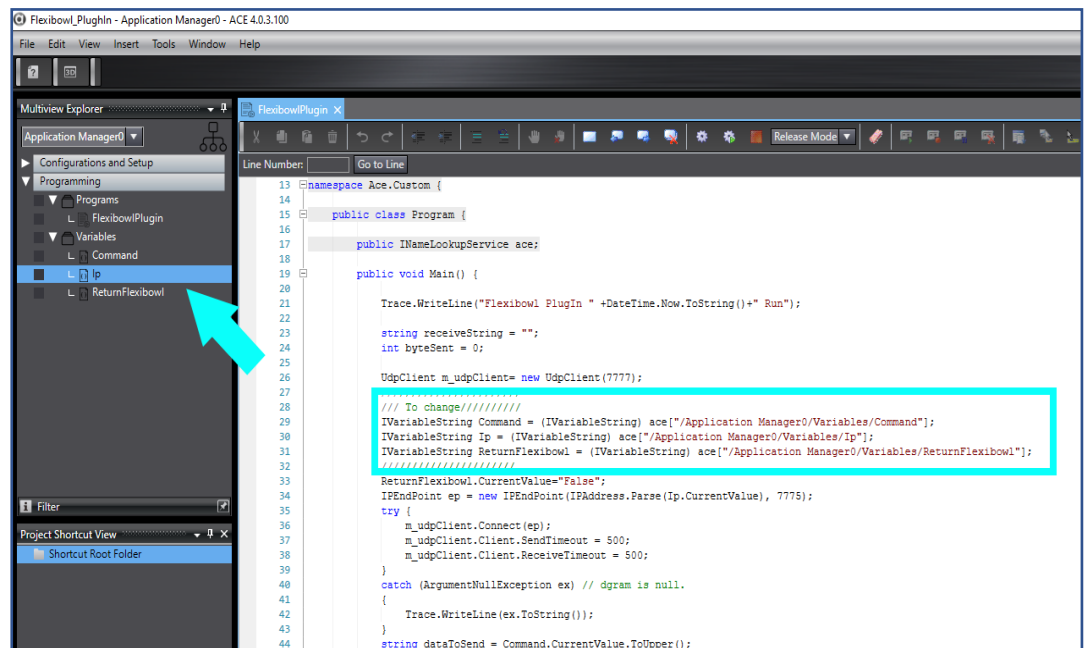 Flexibowl_PlughIn - Application Manager0 - ACE 4.0.3.100
File Edit View Insert Tools Window Help
3D
Multiview Explorer
FlexibowlPlugin X
Application Manager0
Release Mode
Line Number: Go to Line
Configurations and Setup
Programming
Programs
FlexibowlPlugin
Variables
Command
Ip
ReturnFlexibowl
13 namespace Ace.Custom {
14
15 public class Program {
16
17 public INameLookupService ace;
18
19 public void Main() {
20
21 Trace.WriteLine("Flexibowl PlugIn " +DateTime.Now.ToString()+" Run");
22
23 string receiveString = "";
24 int byteSent = 0;
25
26 UdpClient m_udpClient= new UdpClient(7777);
27
28 /// To change//////////
29 IVariableString Command = (IVariableString) ace["/Application Manager0/Variables/Command"];
30 IVariableString Ip = (IVariableString) ace["/Application Manager0/Variables/Ip"];
31 IVariableString ReturnFlexibowl = (IVariableString) ace["/Application Manager0/Variables/ReturnFlexibowl"];
32 //////////////////////
33 ReturnFlexibowl.CurrentValue="False";
34 IPEndPoint ep = new IPEndPoint(IPAddress.Parse(Ip.CurrentValue), 7775);
35 try {
36 m_udpClient.Connect(ep);
37 m_udpClient.Client.SendTimeout = 500;
38 m_udpClient.Client.ReceiveTimeout = 500;
39 }
40 catch (ArgumentNullException ex) // dgram is null.
41 {
42 Trace.WriteLine(ex.ToString());
43 }
44 string dataToSend = Command.CurrentValue.ToUpper();
Filter
Project Shortcut View
Shortcut Root Folder